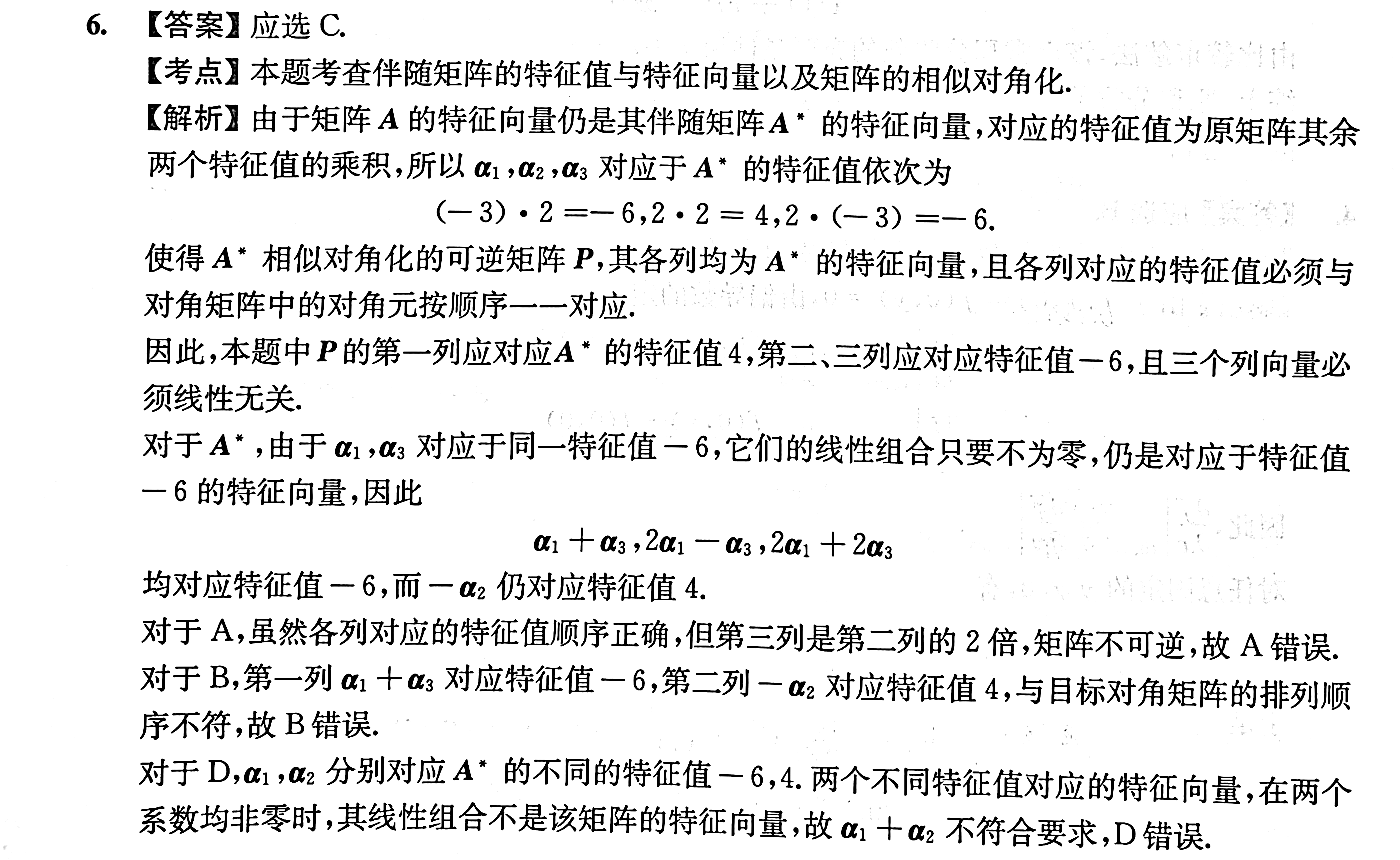 6. 【答案】应选 C.
【考点】本题考查伴随矩阵的特征值与特征向量以及矩阵的相似对角化.
【解析】由于矩阵 A 的特征向量仍是其伴随矩阵 A* 的特征向量,对应的特征值为原矩阵其余
两个特征值的乘积,所以 α₁,α₂,α₃ 对应于 A* 的特征值依次为
(-3)·2=-6,2·2=4,2·(-3)=-6.
使得 A* 相似对角化的可逆矩阵 P,其各列均为 A* 的特征向量,且各列对应的特征值必须与
对角矩阵中的对角元按顺序一一对应.
因此,本题中 P 的第一列应对应 A* 的特征值 4,第二、三列应对应特征值-6,且三个列向量必
须线性无关.
对于 A*,由于 α₁,α₃ 对应于同一特征值-6,它们的线性组合只要不为零,仍是对应于特征值
-6 的特征向量,因此
α₁+α₃,2α₁-α₃,2α₁+2α₃
均对应特征值-6,而-α₂ 仍对应特征值 4.
对于 A,虽然各列对应的特征值顺序正确,但第三列是第二列的 2 倍,矩阵不可逆,故 A 错误.
对于 B,第一列 α₁+α₃ 对应特征值-6,第二列-α₂ 对应特征值 4,与目标对角矩阵的排列顺
序不符,故 B 错误.
对于 D,α₁,α₂ 分别对应 A* 的不同的特征值-6,4. 两个不同特征值对应的特征向量,在两个
系数均非零时,其线性组合不是该矩阵的特征向量,故 α₁+α₂ 不符合要求,D 错误.